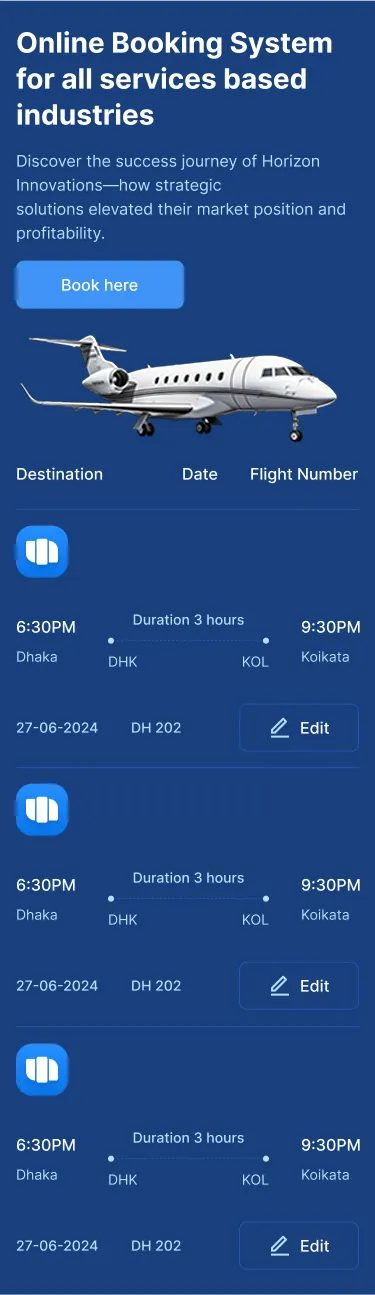 Online Booking System
for all services based
industries
Discover the success journey of Horizon
Innovations—how strategic
solutions elevated their market position and
profitability.
Book here
Destination Date Flight Number
Duration 3 hours
6:30PM 9:30PM
Dhaka DHK KOL Koikata
27-06-2024 DH 202 Edit
Duration 3 hours
6:30PM 9:30PM
Dhaka DHK KOL Koikata
27-06-2024 DH 202 Edit
Duration 3 hours
6:30PM 9:30PM
Dhaka DHK KOL Koikata
27-06-2024 DH 202 Edit